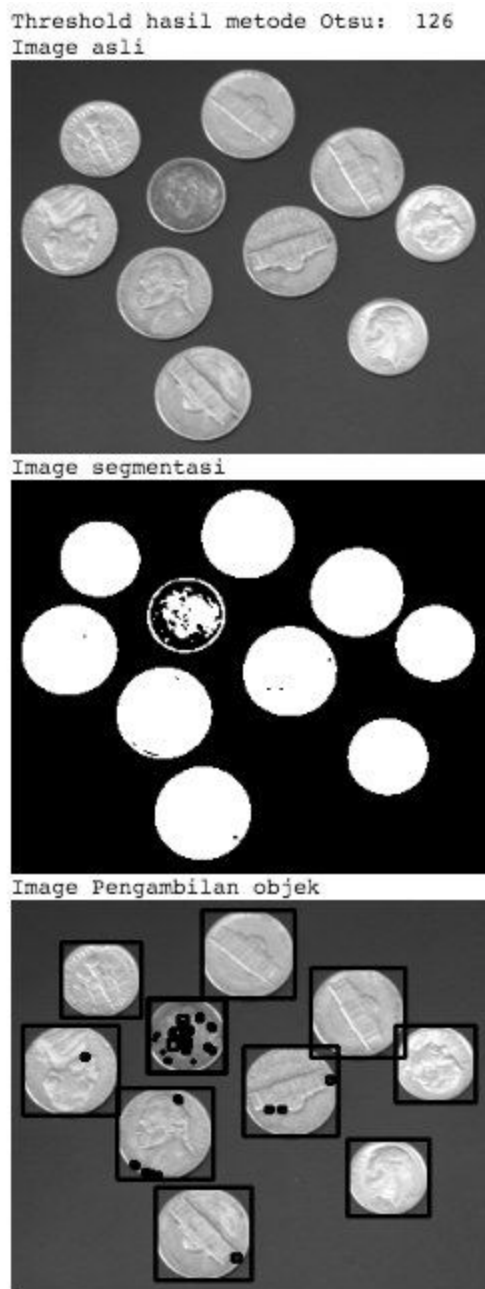 Threshold hasil metode Otsu:  126
Image asli
Image segmentasi
Image Pengambilan objek